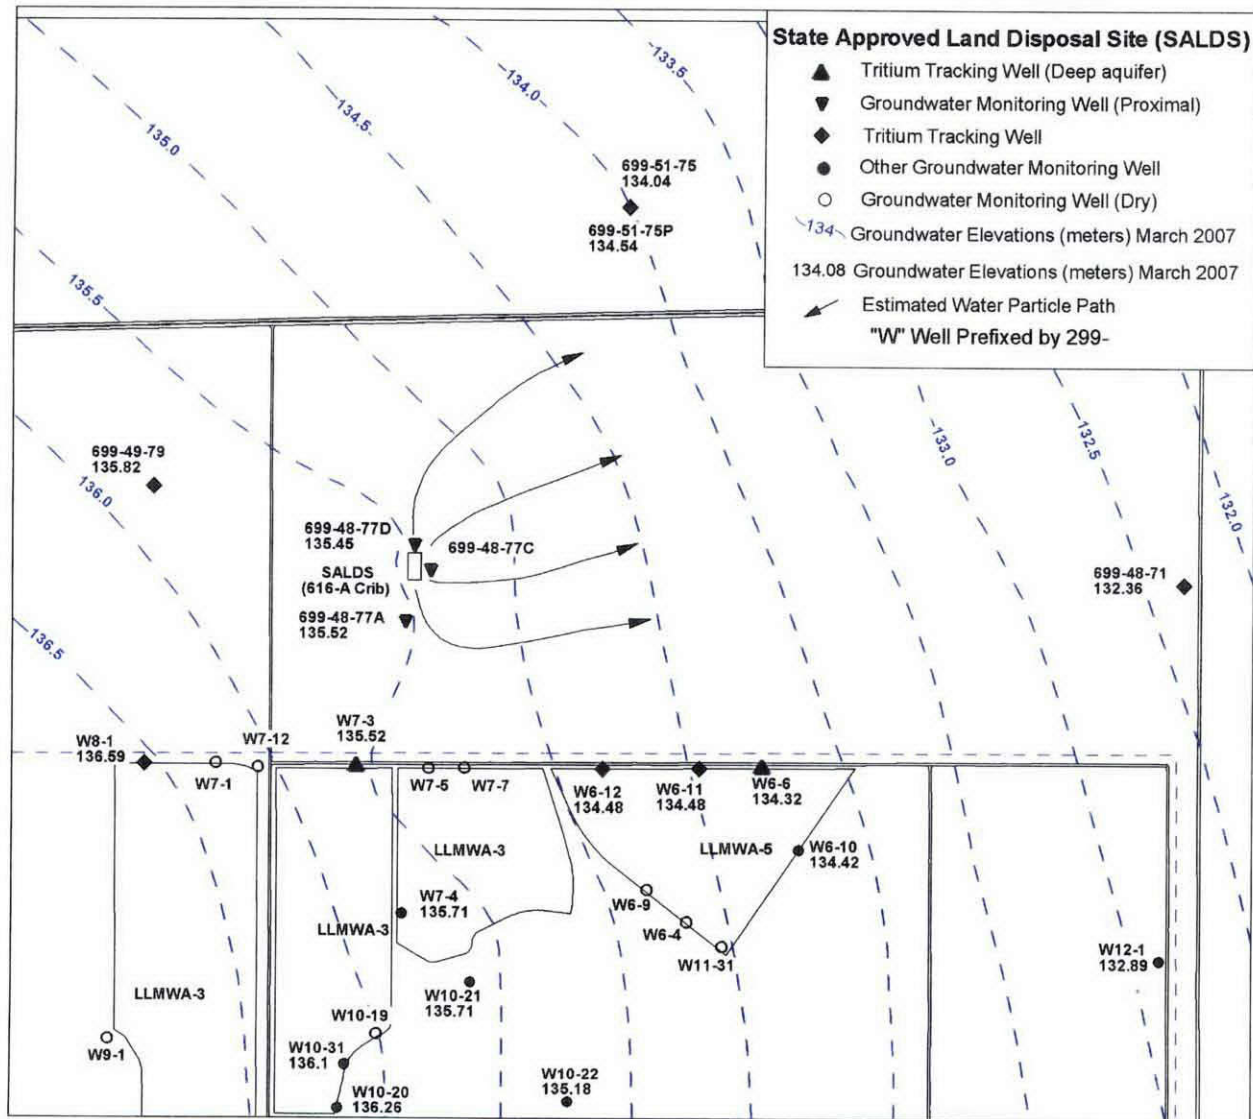 State Approved Land Disposal Site (SALDS)
Tritium Tracking Well (Deep aquifer)
Groundwater Monitoring Well (Proximal)
Tritium Tracking Well
Other Groundwater Monitoring Well
Groundwater Monitoring Well (Dry)
134 Groundwater Elevations (meters) March 2007
134.08 Groundwater Elevations (meters) March 2007
Estimated Water Particle Path
"W" Well Prefixed by 299-
133.5
134.0
134.5
135.0
699-51-75
134.04
699-51-75P
134.54
135.5
699-49-79
135.82
136.0
133.0
132.5
132.0
699-48-77D
135.45
699-48-77C
SALDS
(616-A Crib)
699-48-77A
135.52
699-48-71
132.36
136.5
W8-1
136.59
W7-12
W7-1
W7-3
135.52
W7-5
W7-7
W6-12
134.48
W6-11
134.48
W6-6
134.32
LLMWA-3
LLMWA-5
W6-10
134.42
W7-4
135.71
W6-9
W6-4
W11-31
LLMWA-3
W12-1
132.89
LLMWA-3
W10-21
135.71
W10-19
W9-1
W10-31
136.1
W10-20
136.26
W10-22
135.18